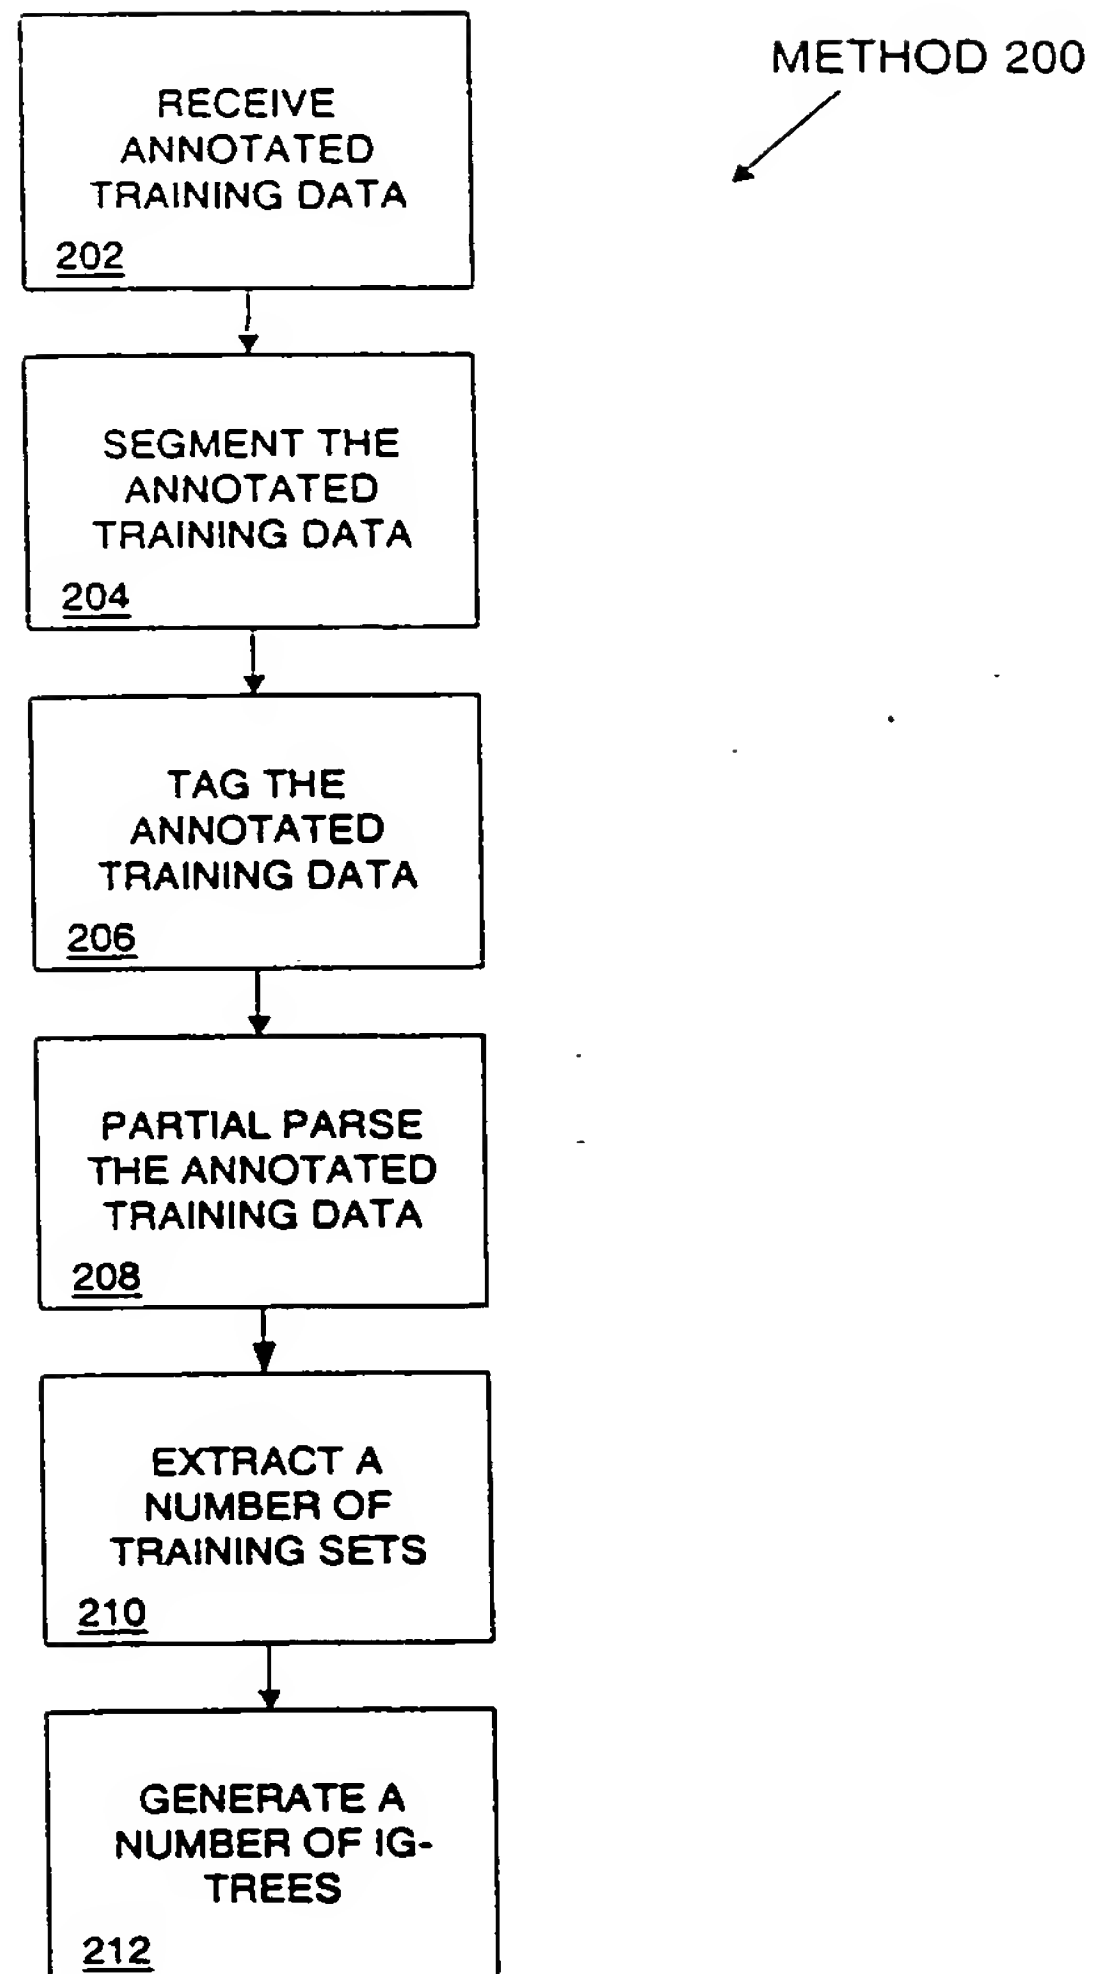 METHOD 200
RECEIVE
ANNOTATED
TRAINING DATA
202
SEGMENT THE
ANNOTATED
TRAINING DATA
204
TAG THE
ANNOTATED
TRAINING DATA
206
PARTIAL PARSE
THE ANNOTATED
TRAINING DATA
208
EXTRACT A
NUMBER OF
TRAINING SETS
210
GENERATE A
NUMBER OF IG-
TREES
212